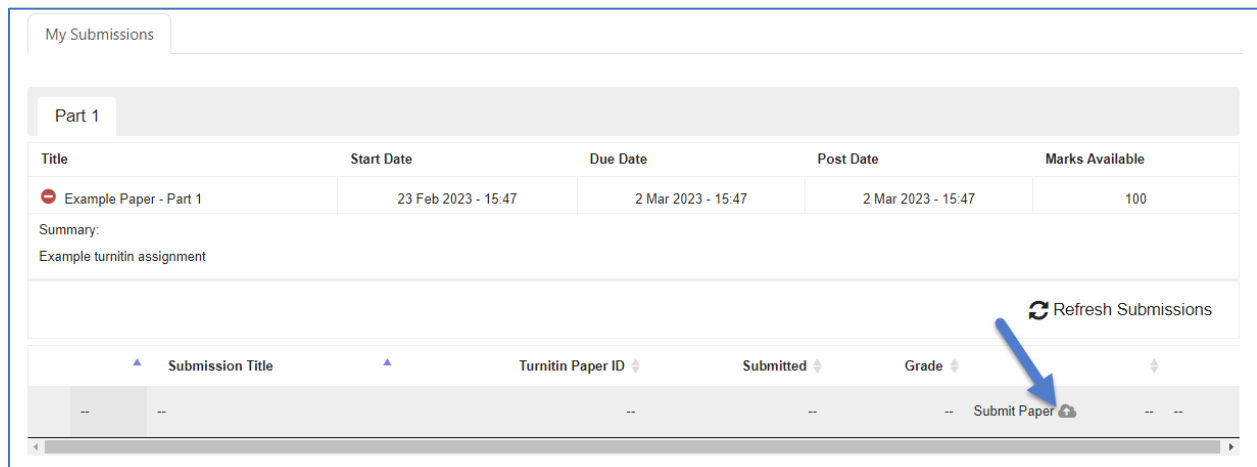 My Submissions
Part 1
Title Start Date Due Date Post Date Marks Available
Example Paper - Part 1 23 Feb 2023 - 15:47 2 Mar 2023 - 15:47 2 Mar 2023 - 15:47 100
Summary:
Example turnitin assignment
Refresh Submissions
Submission Title Turnitin Paper ID Submitted Grade
-- -- -- -- -- Submit Paper -- --